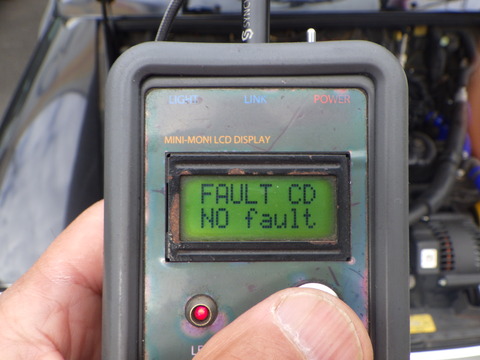 LIGHT LINK POWER
MINI-MONI LCD DISPLAY
FAULT CD
NO fault